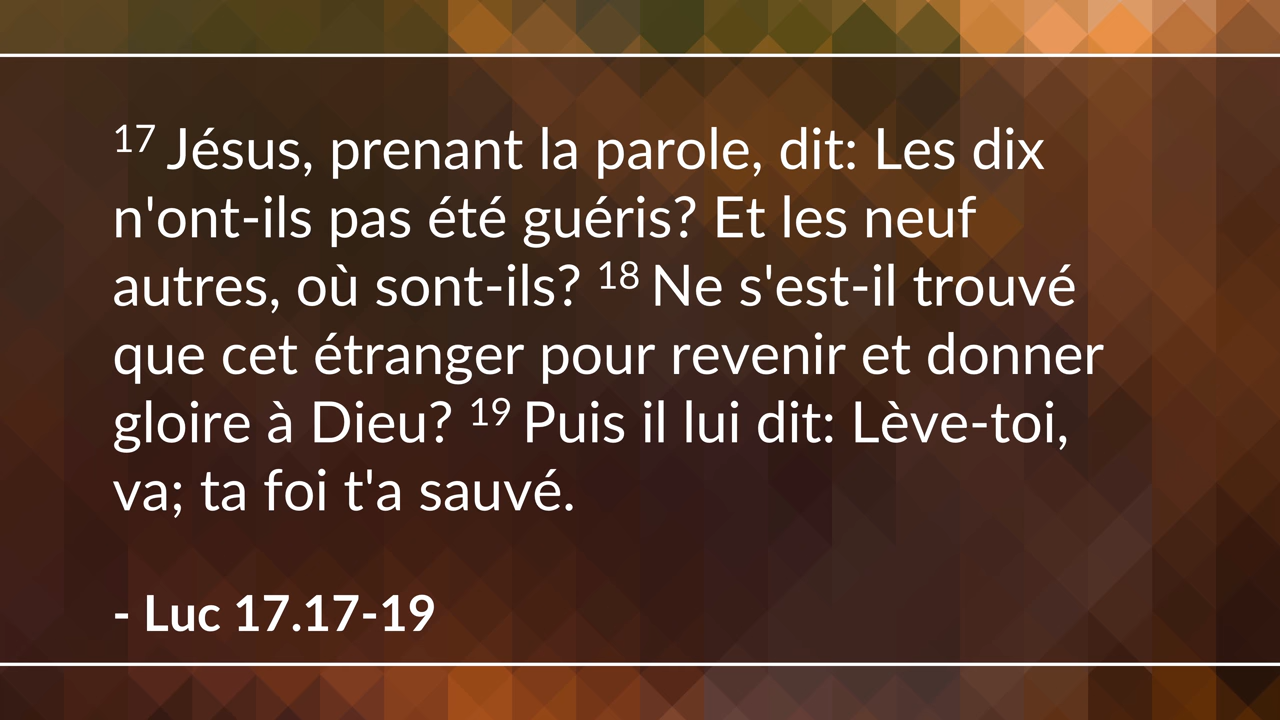 17 Jésus, prenant la parole, dit: Les dix
n'ont-ils pas été guéris? Et les neuf
autres, où sont-ils? 18 Ne s'est-il trouvé
que cet étranger pour revenir et donner
gloire à Dieu? 19 Puis il lui dit: Lève-toi,
va; ta foi t'a sauvé.
- Luc 17.17-19